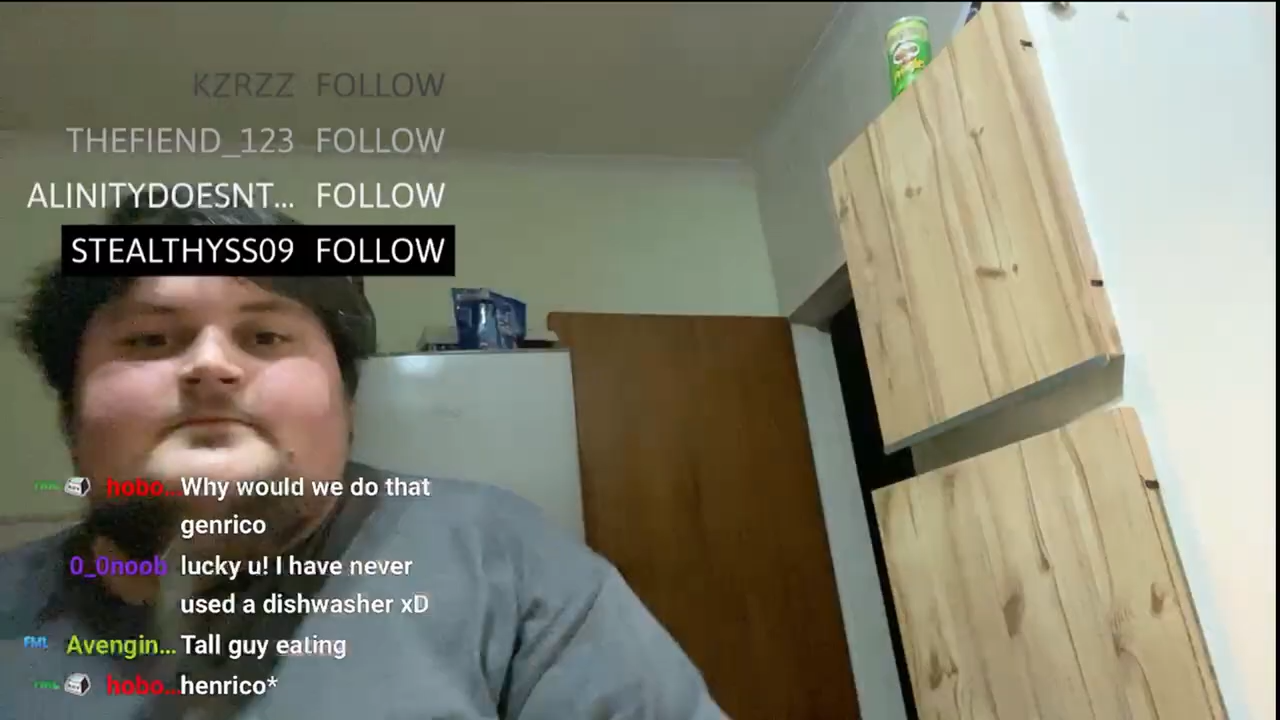 KZRZZ FOLLOW
THEFIEND_123 FOLLOW
ALINITYDOESNT... FOLLOW
STEALTHYSS09 FOLLOW
hobo...Why would we do that
genrico
0_0noob lucky u! I have never
used a dishwasher xD
FML Avengin...Tall guy eating
hobo...henrico*